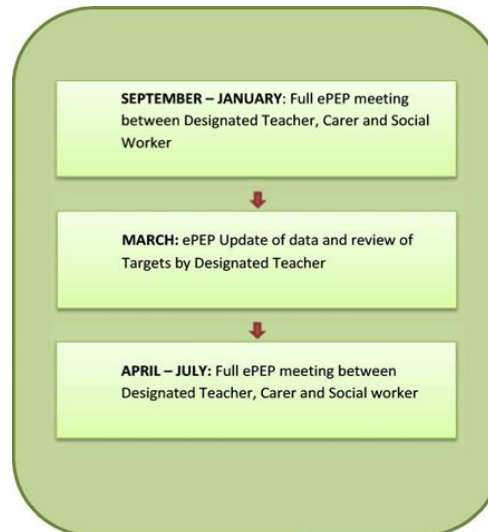 SEPTEMBER – JANUARY: Full ePEP meeting
between Designated Teacher, Carer and Social
Worker
MARCH: ePEP Update of data and review of
Targets by Designated Teacher
APRIL – JULY: Full ePEP meeting between
Designated Teacher, Carer and Social worker